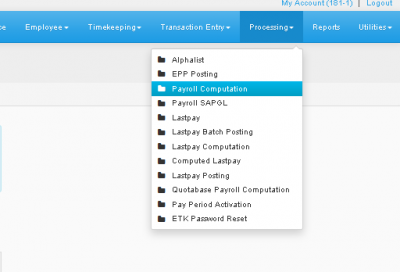 My Account (181-1) | Logout
ce Employee Timekeeping Transaction Entry Processing Reports Utilities
Alphalist
EPP Posting
Payroll Computation
Payroll SAPGL
Lastpay
Lastpay Batch Posting
Lastpay Computation
Computed Lastpay
Lastpay Posting
Quotabase Payroll Computation
Pay Period Activation
ETK Password Reset